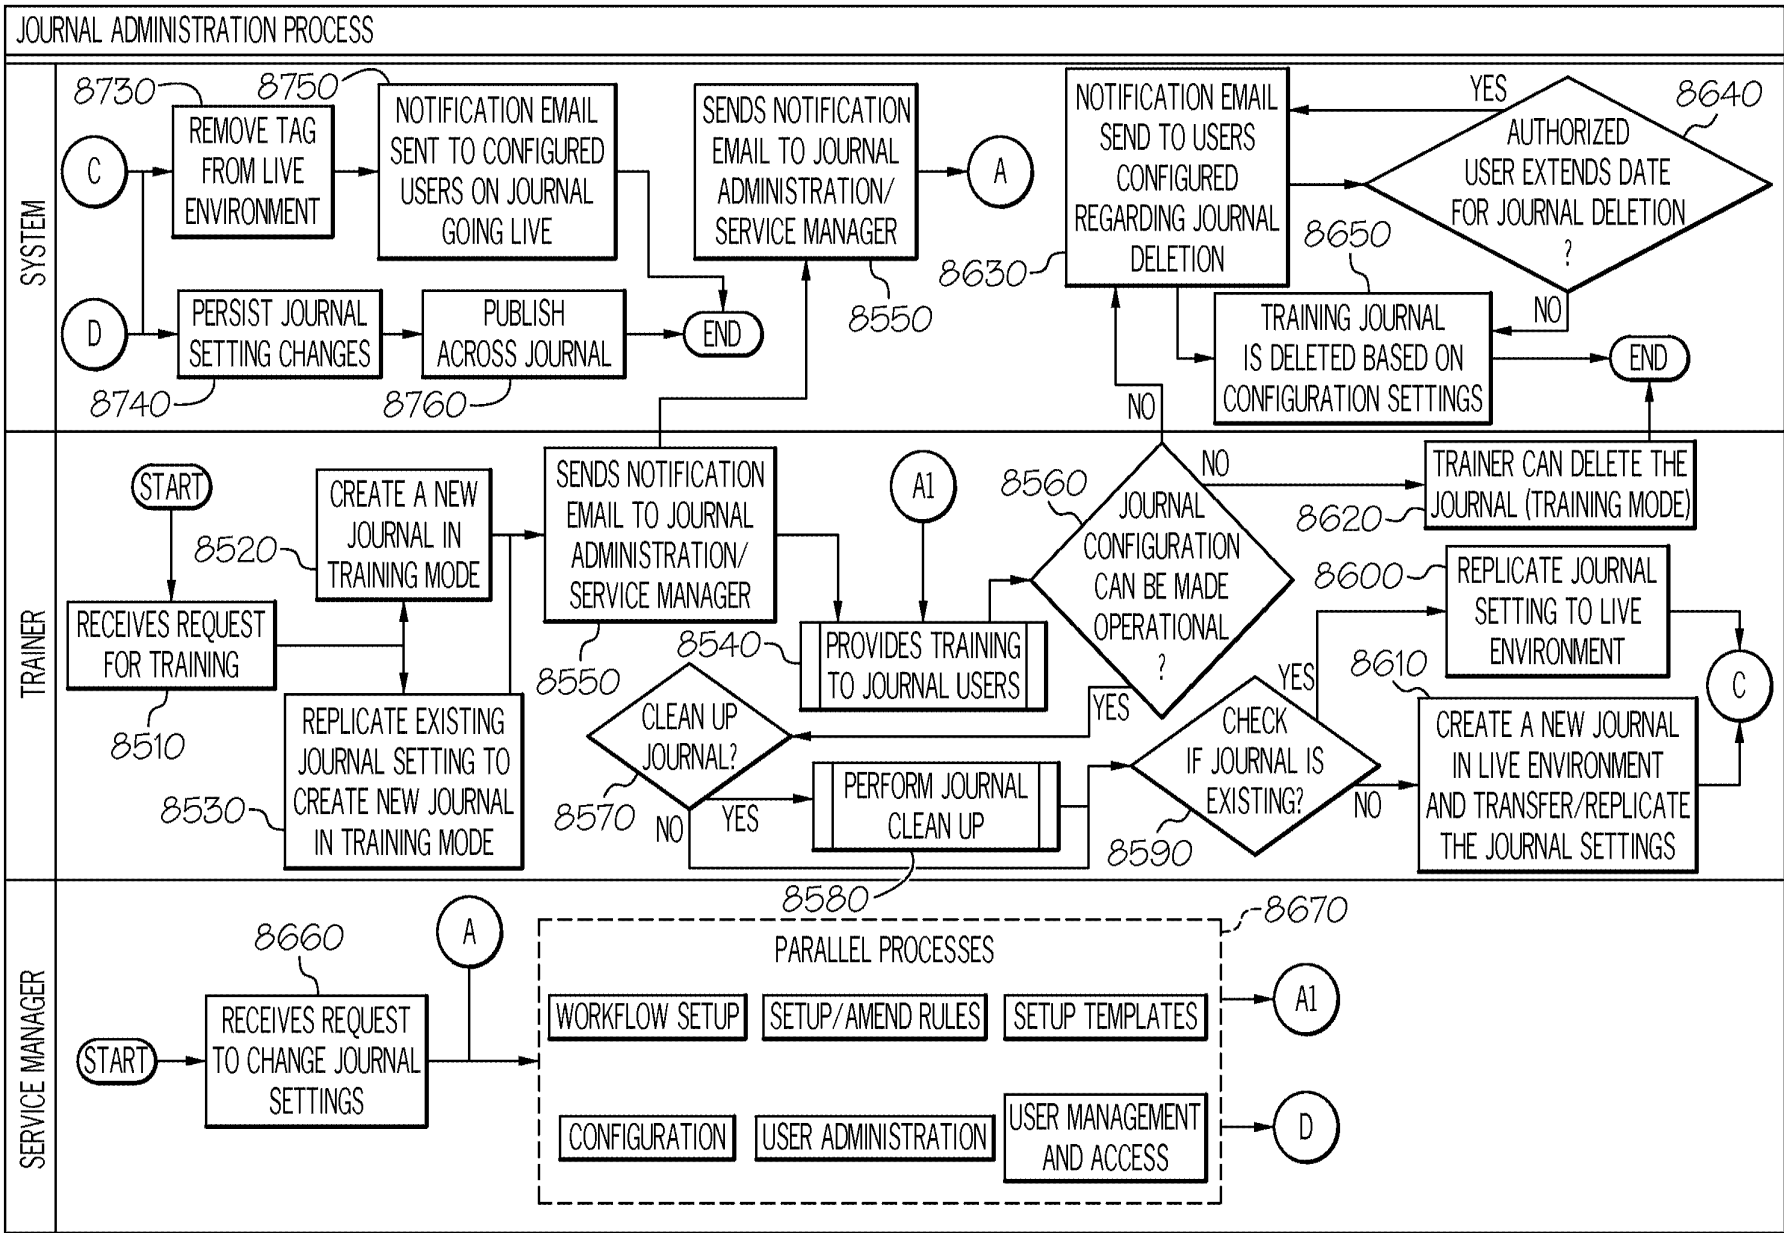 JOURNAL ADMINISTRATION PROCESS
SYSTEM
8730
8750
C
REMOVE TAG
FROM LIVE
ENVIRONMENT
NOTIFICATION EMAIL
SENT TO CONFIGURED
USERS ON JOURNAL
GOING LIVE
SENDS NOTIFICATION
EMAIL TO JOURNAL
ADMINISTRATION/
SERVICE MANAGER
8550
A
NOTIFICATION EMAIL
SEND TO USERS
CONFIGURED
REGARDING JOURNAL
DELETION
8630
YES
8640
AUTHORIZED
USER EXTENDS DATE
FOR JOURNAL DELETION
?
NO
8650
TRAINING JOURNAL
IS DELETED BASED ON
CONFIGURATION SETTINGS
END
D
PERSIST JOURNAL
SETTING CHANGES
8740
PUBLISH
ACROSS JOURNAL
8760
END
NO
TRAINER
START
RECEIVES REQUEST
FOR TRAINING
8510
8520
CREATE A NEW
JOURNAL IN
TRAINING MODE
REPLICATE EXISTING
JOURNAL SETTING TO
CREATE NEW JOURNAL
IN TRAINING MODE
8530
SENDS NOTIFICATION
EMAIL TO JOURNAL
ADMINISTRATION/
SERVICE MANAGER
8550
A1
8540
PROVIDES TRAINING
TO JOURNAL USERS
8560
JOURNAL
CONFIGURATION
CAN BE MADE
OPERATIONAL
?
NO
YES
TRAINER CAN DELETE THE
JOURNAL (TRAINING MODE)
8620
CLEAN UP
JOURNAL?
8570
NO
YES
PERFORM JOURNAL
CLEAN UP
8580
CHECK
IF JOURNAL IS
EXISTING?
8590
YES
NO
8600
REPLICATE JOURNAL
SETTING TO LIVE
ENVIRONMENT
8610
CREATE A NEW JOURNAL
IN LIVE ENVIRONMENT
AND TRANSFER/REPLICATE
THE JOURNAL SETTINGS
C
SERVICE MANAGER
START
8660
RECEIVES REQUEST
TO CHANGE JOURNAL
SETTINGS
A
8670
PARALLEL PROCESSES
WORKFLOW SETUP
SETUP/AMEND RULES
SETUP TEMPLATES
CONFIGURATION
USER ADMINISTRATION
USER MANAGEMENT
AND ACCESS
A1
D